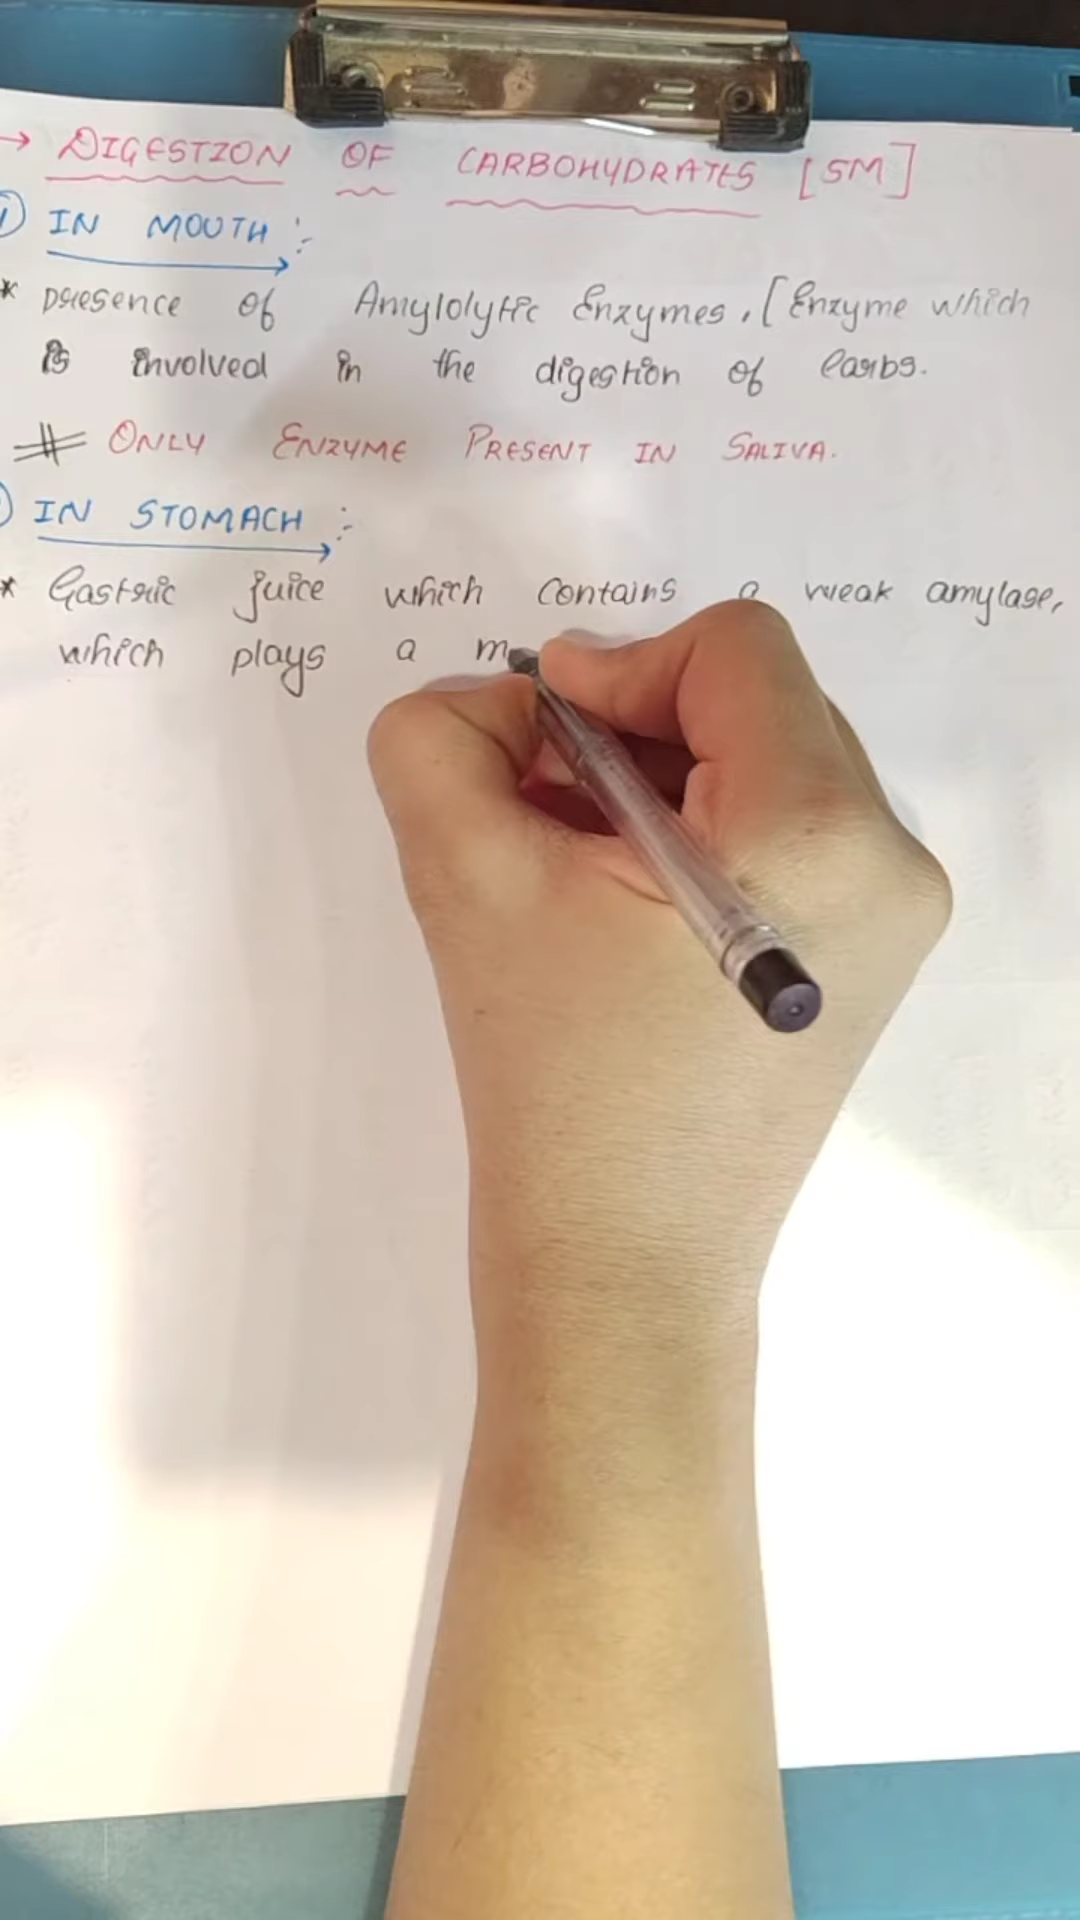 → DIGESTION OF CARBOHYDRATES [5M]
① IN MOUTH :-
* presence of Amylolytic Enzymes, [Enzyme which
is involved in the digestion of Carbs.
# ONLY ENZYME PRESENT IN SALIVA.
IN STOMACH :-
* Gastric juice which contains a weak amylase,
which plays a m